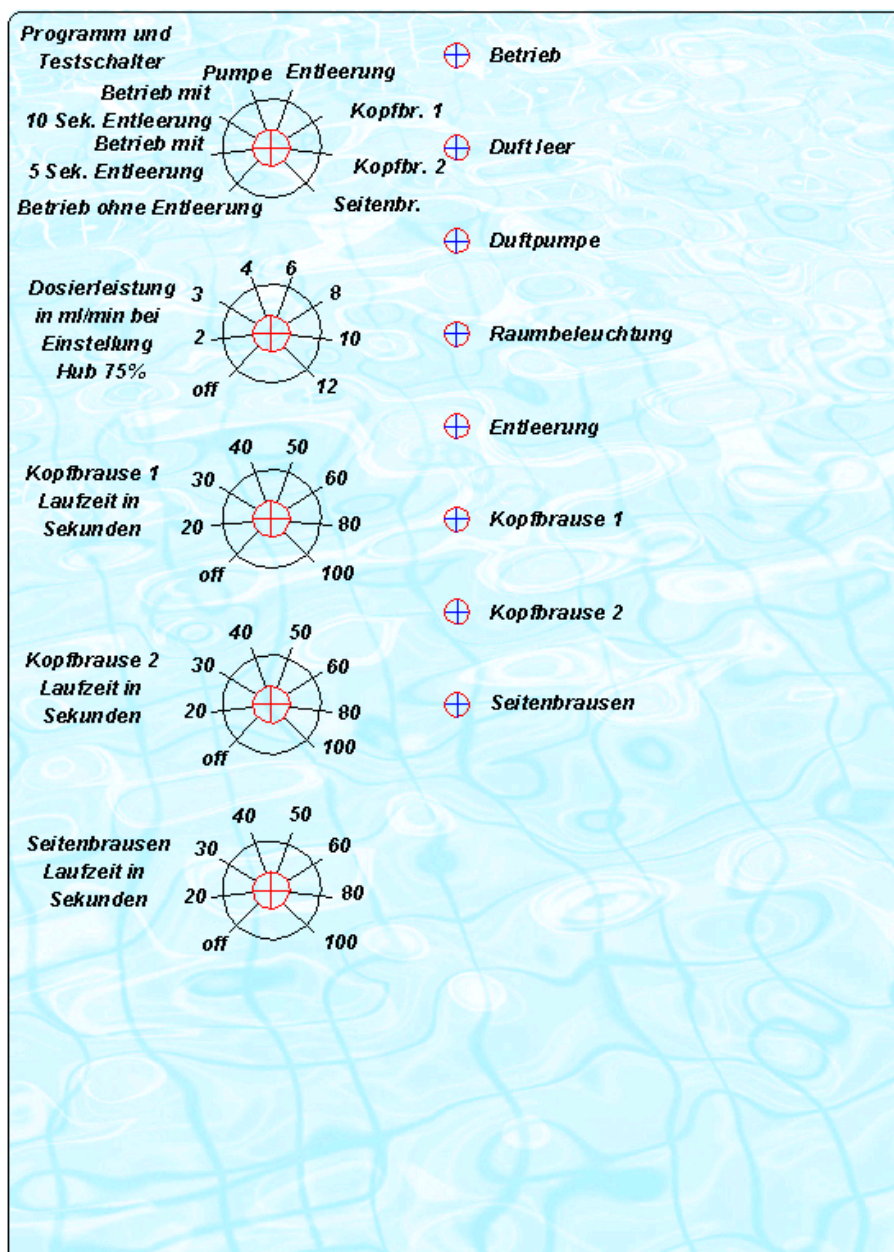 Programm und
Testschalter
Pumpe
Entleerung
Betrieb mit
10 Sek. Entleerung
Kopfbr. 1
Betrieb mit
5 Sek. Entleerung
Kopfbr. 2
Betrieb ohne Entleerung
Seitenbr.
Dosierleistung
in ml/min bei
Einstellung
Hub 75%
off
2
3
4
6
8
10
12
Kopfbrause 1
Laufzeit in
Sekunden
off
20
30
40
50
60
80
100
Kopfbrause 2
Laufzeit in
Sekunden
off
20
30
40
50
60
80
100
Seitenbrausen
Laufzeit in
Sekunden
off
20
30
40
50
60
80
100
Betrieb
Duft leer
Duftpumpe
Raumbeleuchtung
Entleerung
Kopfbrause 1
Kopfbrause 2
Seitenbrausen